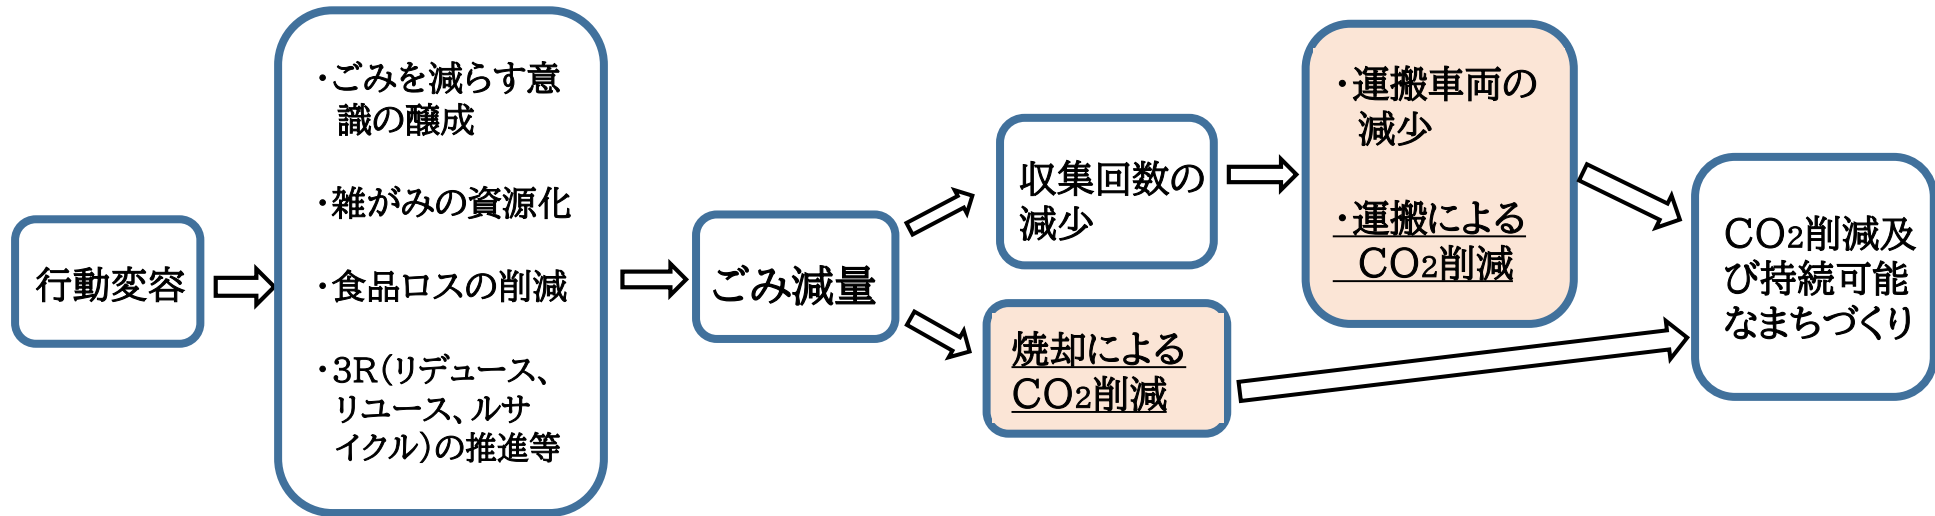 行動変容
・ごみを減らす意
識の醸成
・雑がみの資源化
・食品ロスの削減
・3R(リデュース、
リユース、ルサ
イクル)の推進等
ごみ減量
収集回数の
減少
焼却による
CO2削減
・運搬車両の
減少
・運搬による
CO2削減
CO2削減及
び持続可能
なまちづくり